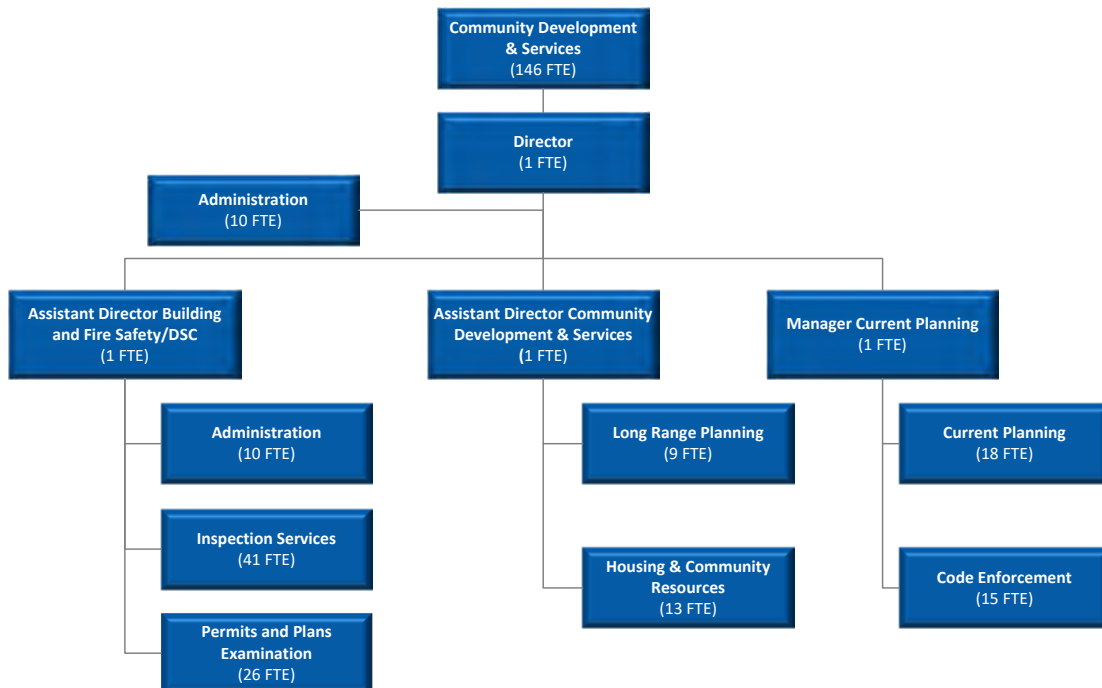 Community Development
& Services
(146 FTE)
Director
(1 FTE)
Administration
(10 FTE)
Assistant Director Building
and Fire Safety/DSC
(1 FTE)
Assistant Director Community
Development & Services
(1 FTE)
Manager Current Planning
(1 FTE)
Administration
(10 FTE)
Long Range Planning
(9 FTE)
Current Planning
(18 FTE)
Inspection Services
(41 FTE)
Housing & Community
Resources
(13 FTE)
Code Enforcement
(15 FTE)
Permits and Plans
Examination
(26 FTE)